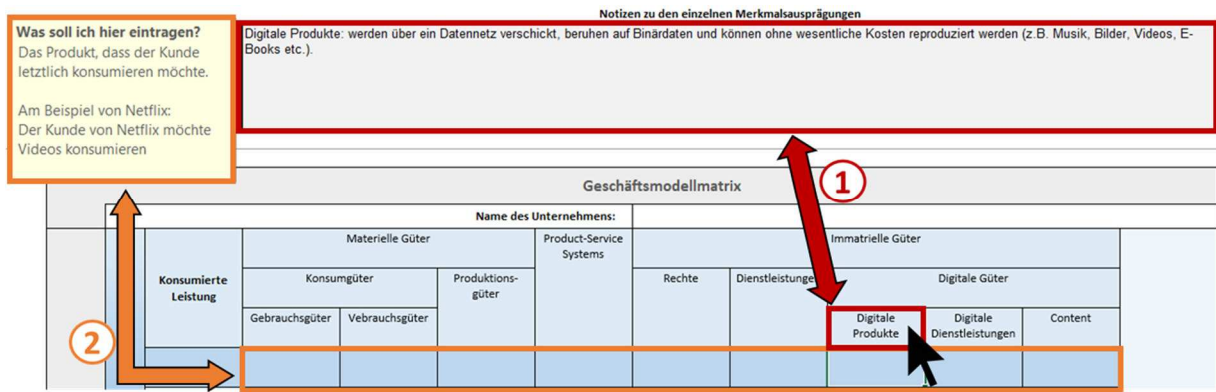 Notizen zu den einzelnen Merkmalsausprägungen
Was soll ich hier eintragen?
Das Produkt, dass der Kunde
letztlich konsumieren möchte.
Am Beispiel von Netflix:
Der Kunde von Netflix möchte
Videos konsumieren
Digitale Produkte: werden über ein Datennetz verschickt, beruhen auf Binärdaten und können ohne wesentliche Kosten reproduziert werden (z.B. Musik, Bilder, Videos, E-
Books etc.).
1
Geschäftsmodellmatrix
Name des Unternehmens:
Konsumierte
Leistung
Materielle Güter
Product-Service
Systems
Immatrielle Güter
Konsumgüter
Produktions-
güter
Rechte
Dienstleistunge
Digitale Güter
Gebrauchsgüter
Vebrauchsgüter
Digitale
Produkte
Digitale
Dienstleistungen
Content
2